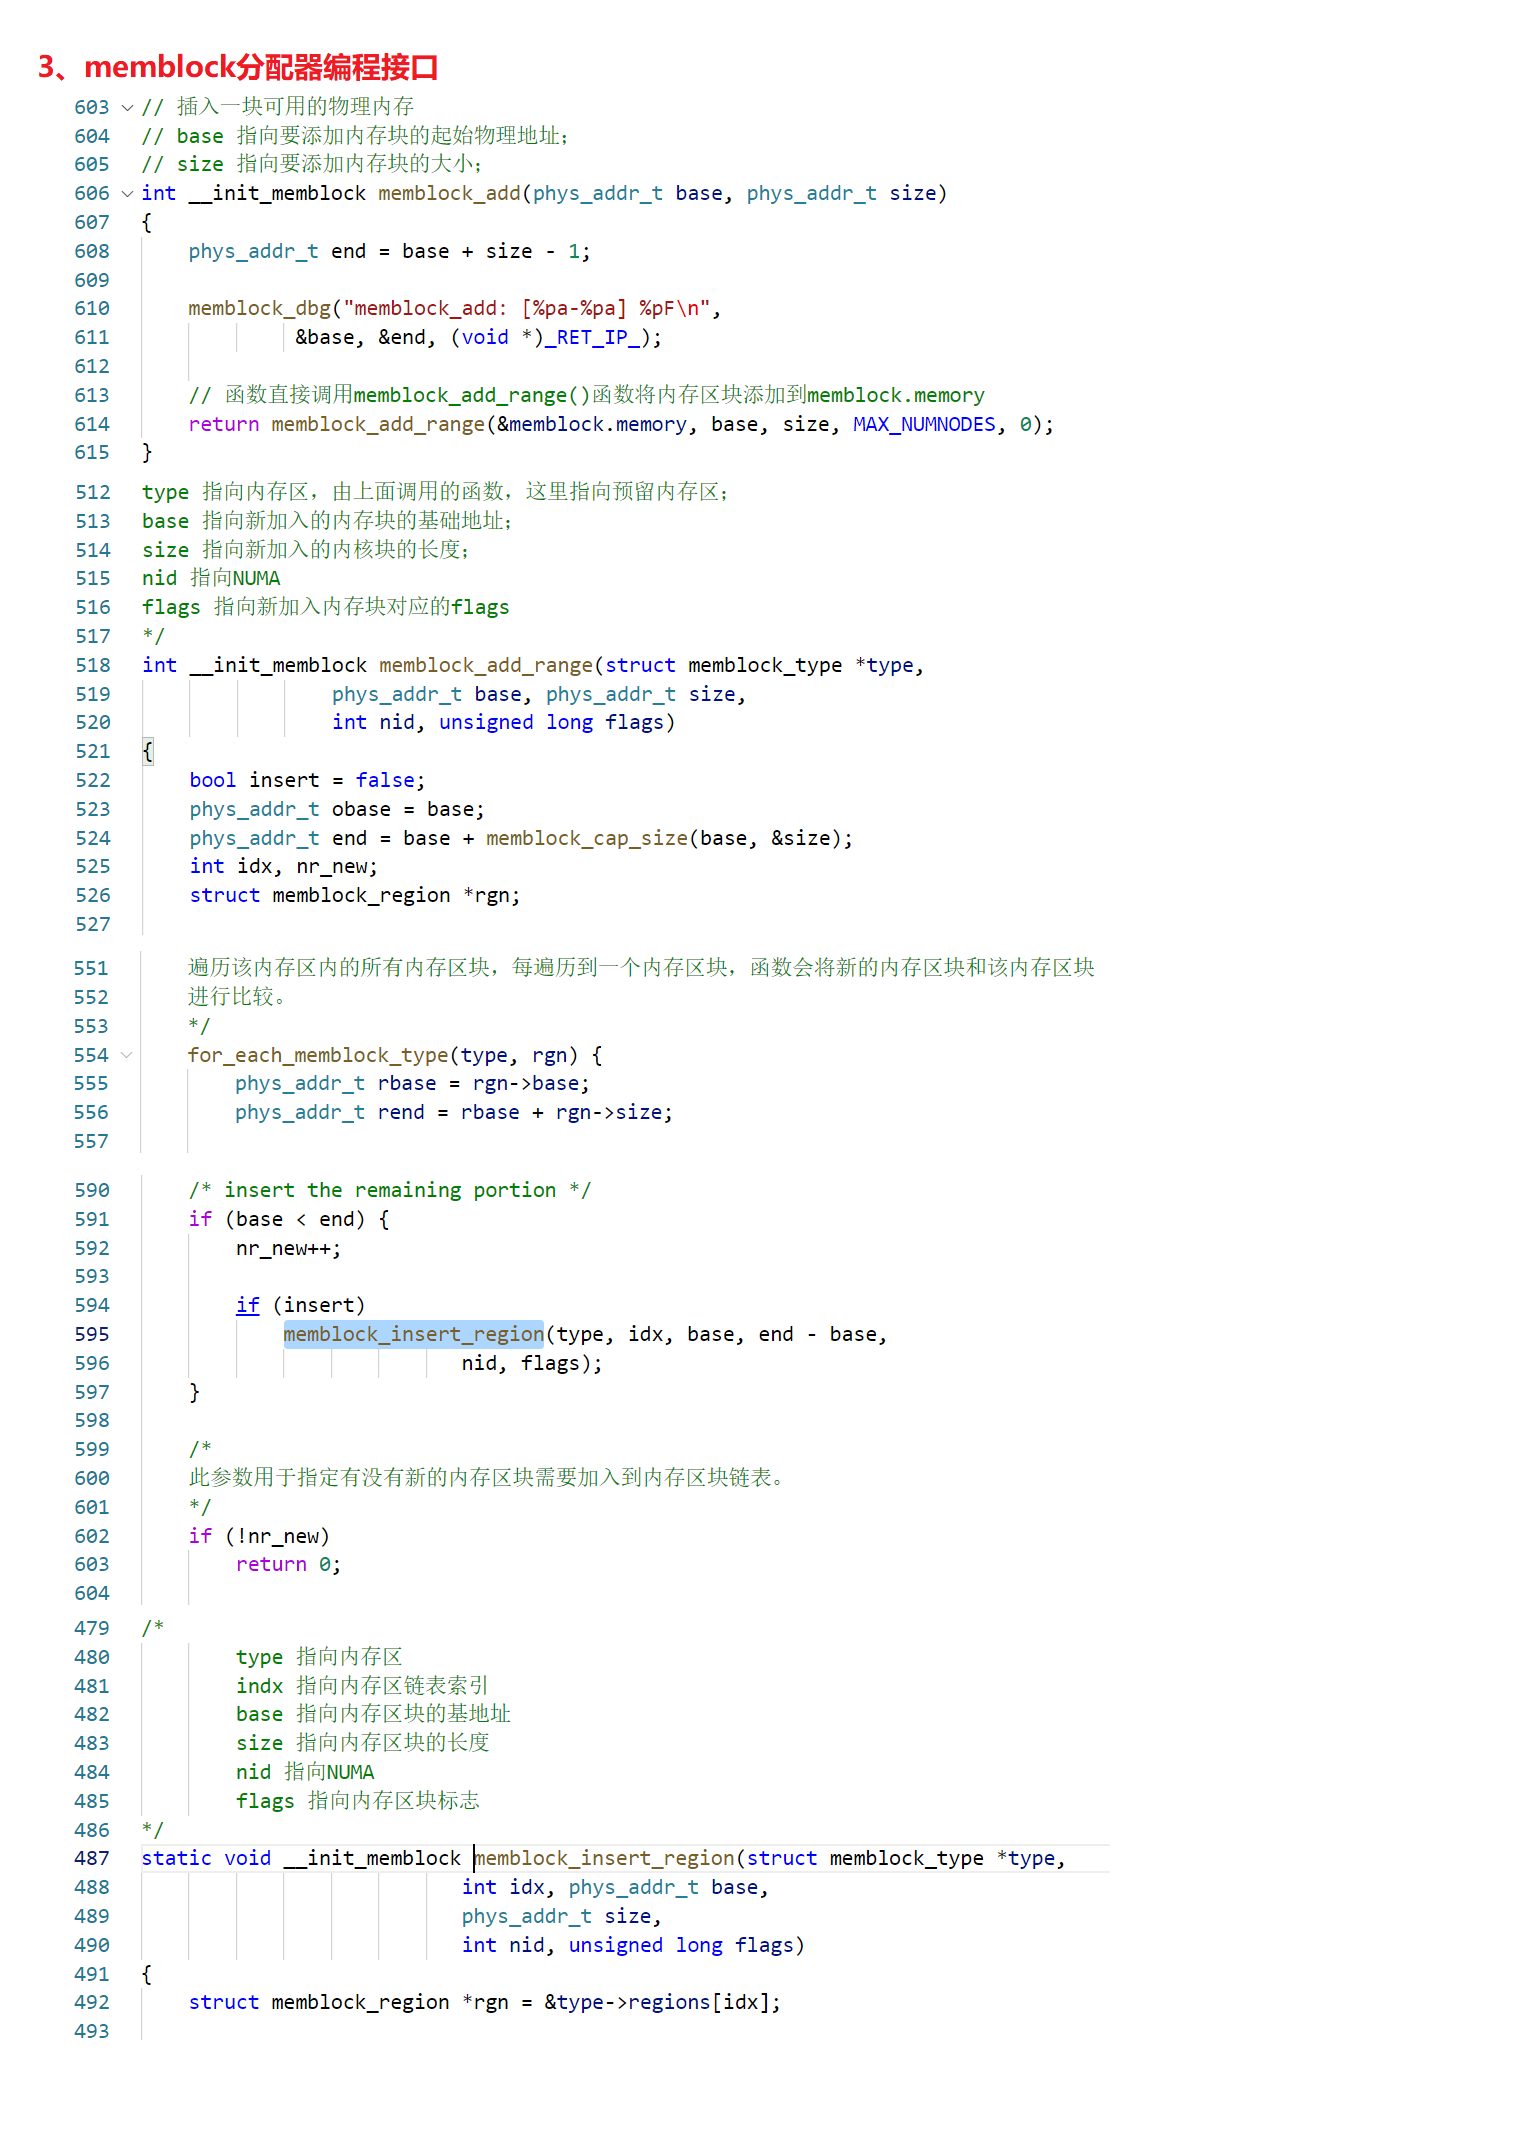 3、memblock分配器编程接口
603 // 插入一块可用的物理内存
604 // base 指向要添加内存块的起始物理地址；
605 // size 指向要添加内存块的大小；
606 int __init_memblock memblock_add(phys_addr_t base, phys_addr_t size)
607 {
608 phys_addr_t end = base + size - 1;
609
610 memblock_dbg("memblock_add: [%pa-%pa] %pF\n",
611 &base, &end, (void *)_RET_IP_);
612
613 // 函数直接调用memblock_add_range()函数将内存区块添加到memblock.memory
614 return memblock_add_range(&memblock.memory, base, size, MAX_NUMNODES, 0);
615 }
512 type 指向内存区，由上面调用的函数，这里指向预留内存区；
513 base 指向新加入的内存块的基础地址；
514 size 指向新加入的内核块的长度；
515 nid 指向NUMA
516 flags 指向新加入内存块对应的flags
517 */
518 int __init_memblock memblock_add_range(struct memblock_type *type,
519 phys_addr_t base, phys_addr_t size,
520 int nid, unsigned long flags)
521 {
522 bool insert = false;
523 phys_addr_t obase = base;
524 phys_addr_t end = base + memblock_cap_size(base, &size);
525 int idx, nr_new;
526 struct memblock_region *rgn;
527
551 遍历该内存区内的所有内存区块，每遍历到一个内存区块，函数会将新的内存区块和该内存区块
552 进行比较。
553 */
554 for_each_memblock_type(type, rgn) {
555 phys_addr_t rbase = rgn->base;
556 phys_addr_t rend = rbase + rgn->size;
557
590 /* insert the remaining portion */
591 if (base < end) {
592 nr_new++;
593
594 if (insert)
595 memblock_insert_region(type, idx, base, end - base,
596 nid, flags);
597 }
598
599 /*
600 此参数用于指定有没有新的内存区块需要加入到内存区块链表。
601 */
602 if (!nr_new)
603 return 0;
604
479 /*
480 type 指向内存区
481 indx 指向内存区链表索引
482 base 指向内存区块的基地址
483 size 指向内存区块的长度
484 nid 指向NUMA
485 flags 指向内存区块标志
486 */
487 static void __init_memblock memblock_insert_region(struct memblock_type *type,
488 int idx, phys_addr_t base,
489 phys_addr_t size,
490 int nid, unsigned long flags)
491 {
492 struct memblock_region *rgn = &type->regions[idx];
493